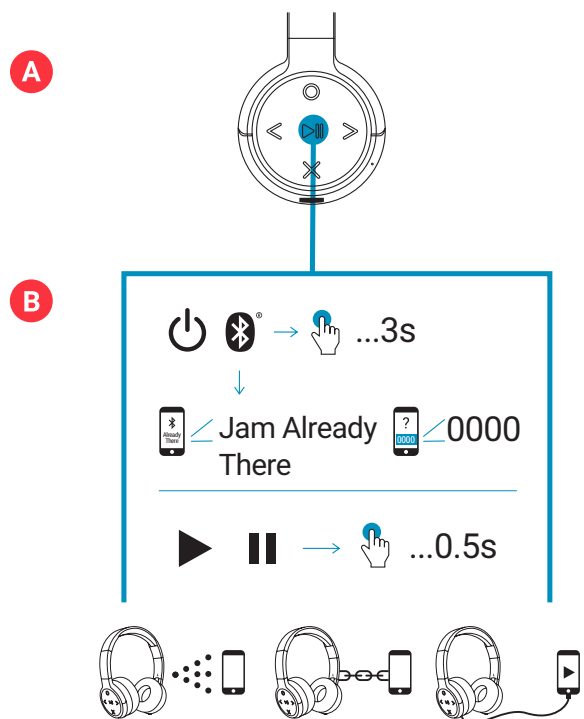 A
B
® ...3s
Already
There
Jam Already
There
?
0000
0000
...0.5s